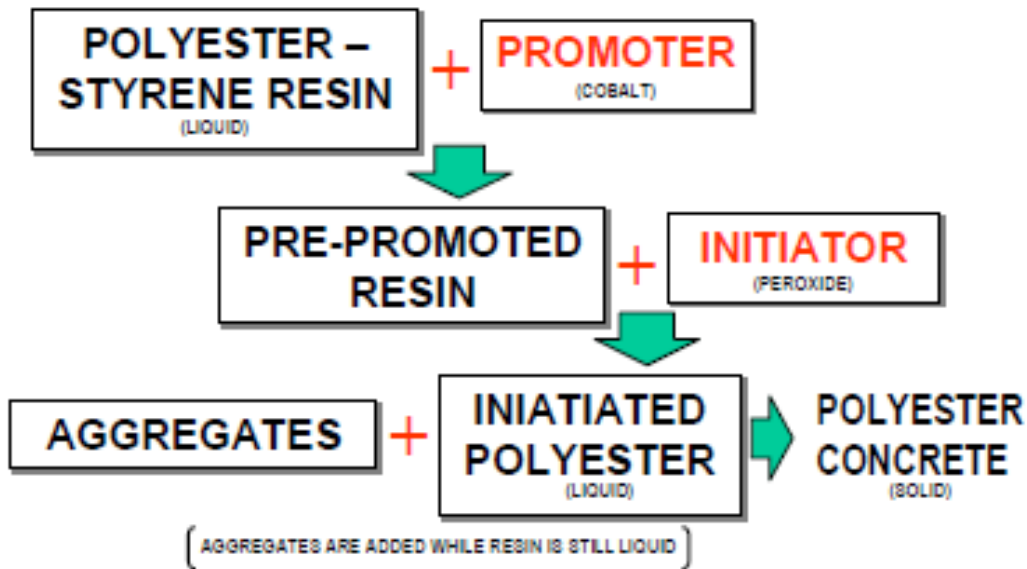 POLYESTER –
STYRENE RESIN
(LIQUID)
+
PROMOTER
(COBALT)
PRE-PROMOTED
RESIN
+
INITIATOR
(PEROXIDE)
AGGREGATES
+
INIATIATED
POLYESTER
(LIQUID)
POLYESTER
CONCRETE
(SOLID)
(AGGREGATES ARE ADDED WHILE RESIN IS STILL LIQUID)